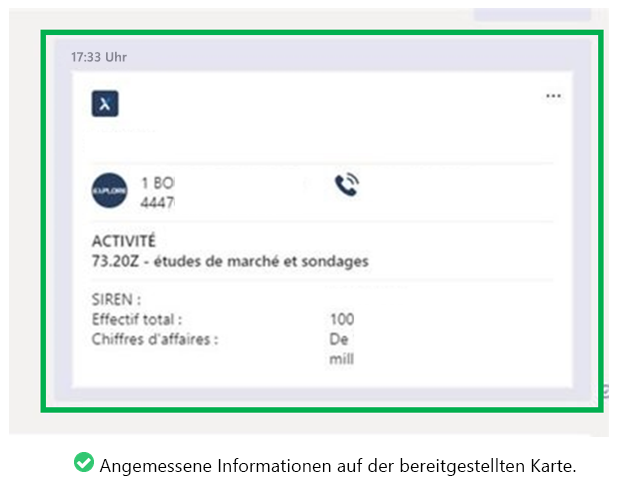 17:33 Uhr
X
...
EXPLORE
1 BO
4447
ACTIVITÉ
73.20Z - études de marché et sondages
SIREN :
Effectif total :
100
Chiffres d'affaires :
De
mill
Angemessene Informationen auf der bereitgestellten Karte.